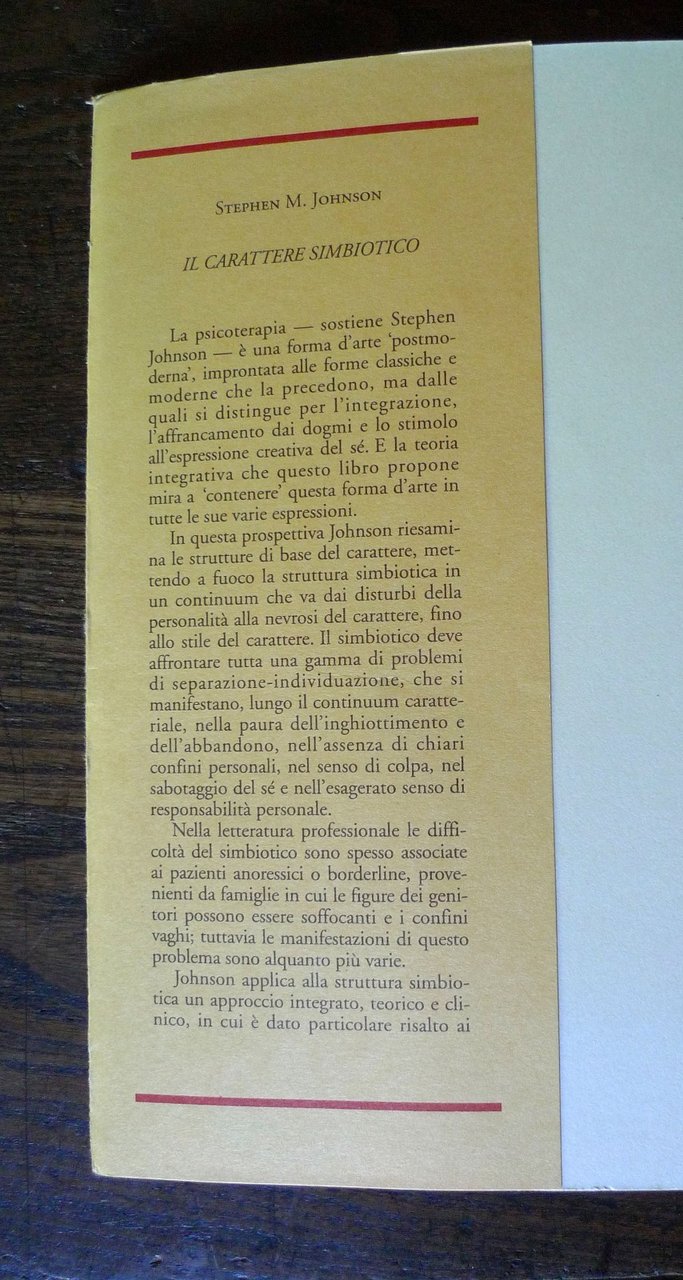 STEPHEN M. JOHNSON
IL CARATTERE SIMBIOTICO
La psicoterapia — sostiene Stephen
Johnson — è una forma d'arte ‘postmo-
derna’, improntata alle forme classiche e
moderne che la precedono, ma dalle
quali si distingue per l'integrazione,
l'affrancamento dai dogmi e lo stimolo
all'espressione creativa del sé. E la teoria
integrativa che questo libro propone
mira a ‘contenere’ questa forma d'arte in
tutte le sue varie espressioni.
In questa prospettiva Johnson riesami-
na le strutture di base del carattere, met-
tendo a fuoco la struttura simbiotica in
un continuum che va dai disturbi della
personalità alla nevrosi del carattere, fino
allo stile del carattere. Il simbiotico deve
affrontare tutta una gamma di problemi
di separazione-individuazione, che si
manifestano, lungo il continuum caratte-
riale, nella paura dell'inghiottimento e
dell'abbandono, nell'assenza di chiari
confini personali, nel senso di colpa, nel
sabotaggio del sé e nell'esagerato senso di
responsabilità personale.
Nella letteratura professionale le diffi-
coltà del simbiotico sono spesso associate
ai pazienti anoressici o borderline, prove-
nienti da famiglie in cui le figure dei geni-
tori possono essere soffocanti e i confini
vaghi; tuttavia le manifestazioni di questo
problema sono alquanto più varie.
Johnson applica alla struttura simbio-
tica un approccio integrato, teorico e cli-
nico, in cui è dato particolare risalto ai